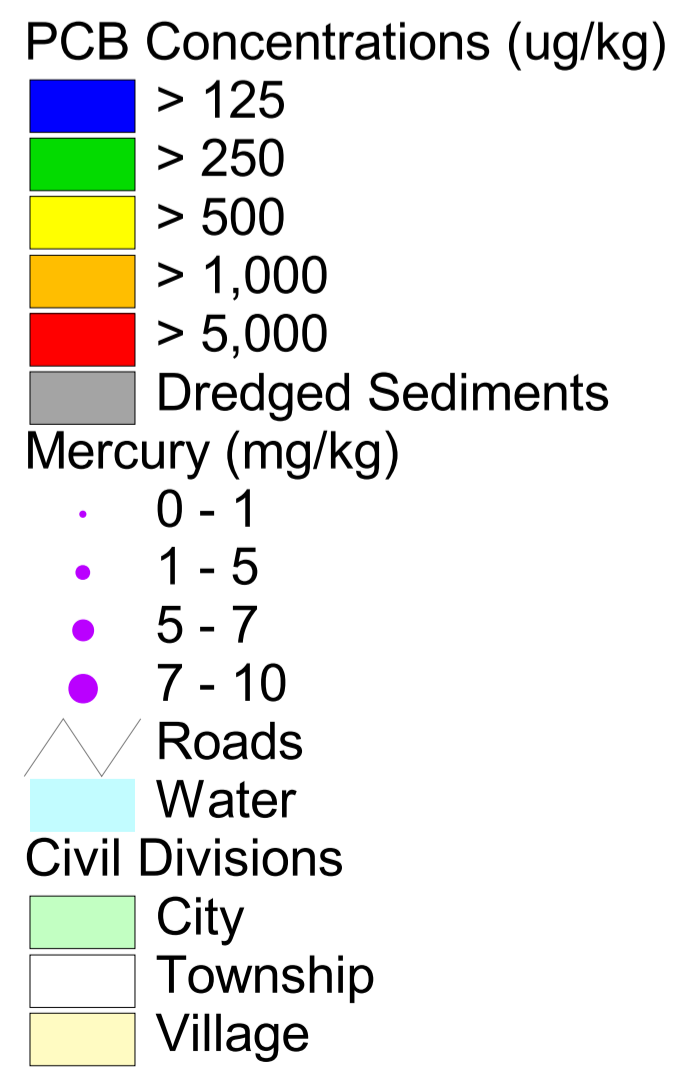 PCB Concentrations (ug/kg)
> 125
> 250
> 500
> 1,000
> 5,000
Dredged Sediments
Mercury (mg/kg)
0 - 1
1 - 5
5 - 7
7 - 10
Roads
Water
Civil Divisions
City
Township
Village